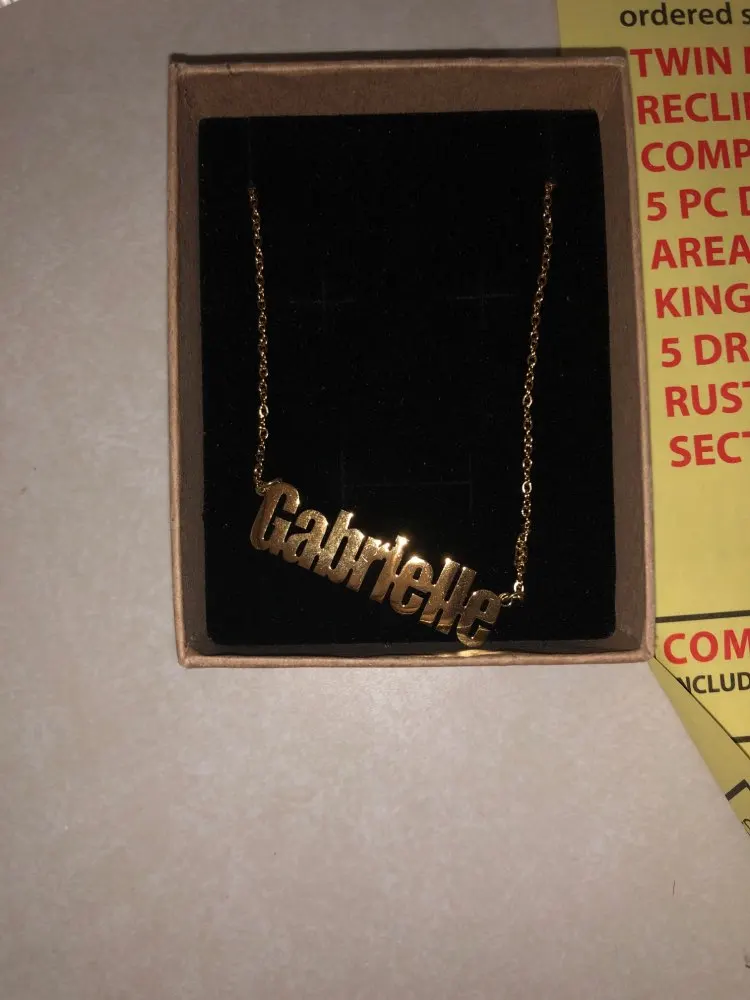 Gabrielle
ordered
TWIN
RECLI
COMP
5 PC
AREA
KING
5 DR
RUST
SECT
COM
NCLUD